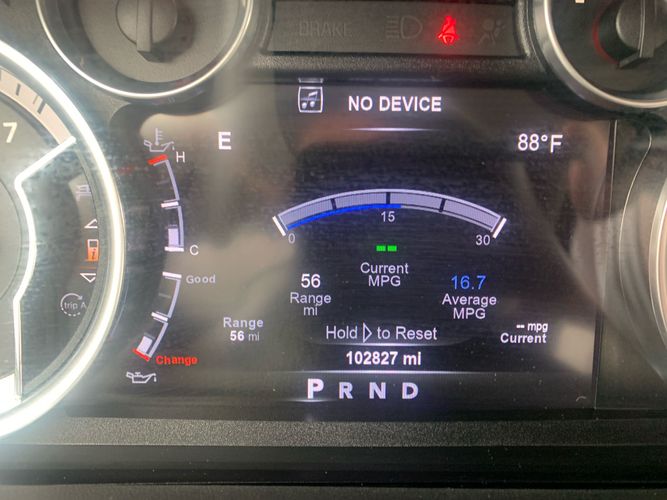 BRAKE
NO DEVICE
7
H
E
88°F
15
0
30
C
--
Good
Current
MPG
56
Range
mi
16.7
Average
MPG
trip A
Range
56 mi
Hold ▷ to Reset
-- mpg
Current
Change
102827 mi
P R N D